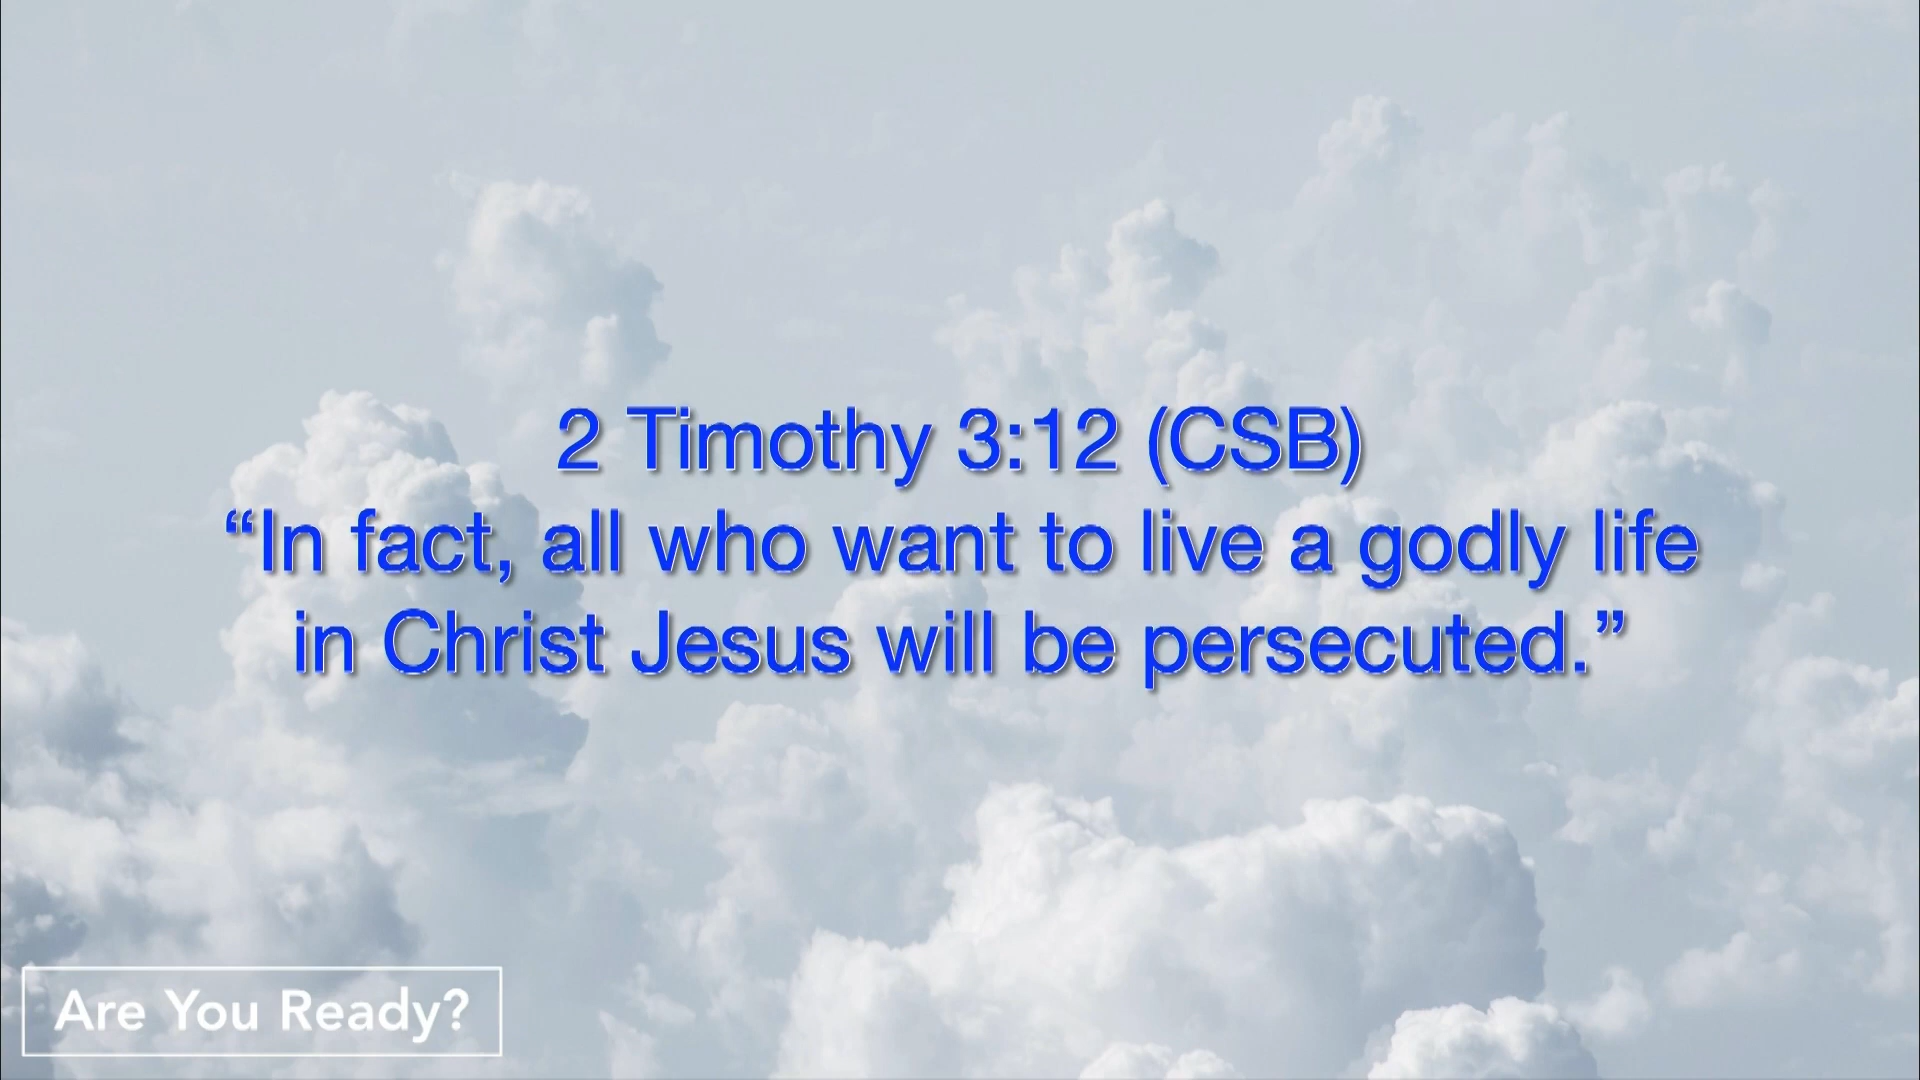 2 Timothy 3:12 (CSB)
“In fact, all who want to live a godly life
in Christ Jesus will be persecuted.”
Are You Ready?